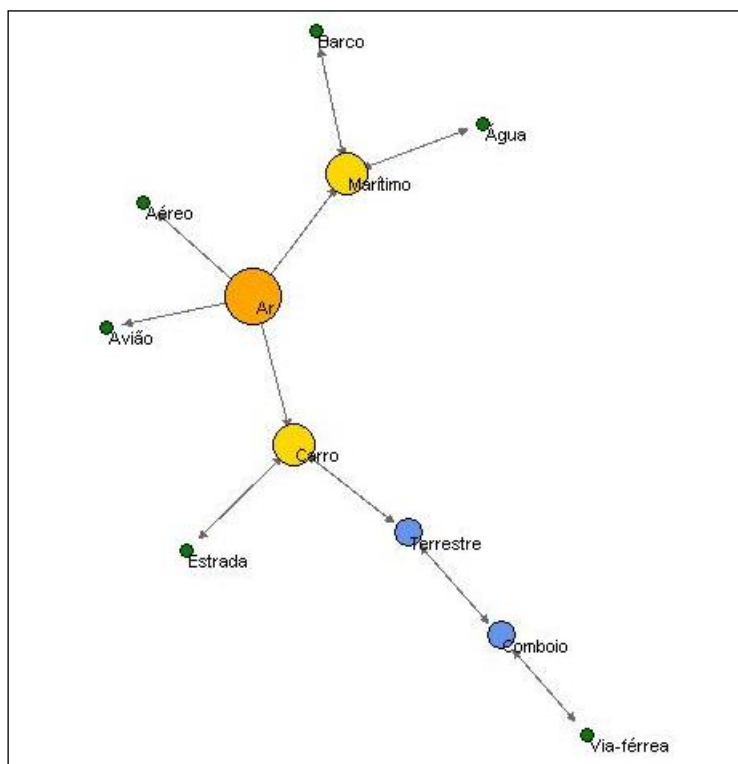 Barco
Água
Marítimo
Aéreo
Ar
Avião
Carro
Terrestre
Estrada
Comboio
Via-férrea